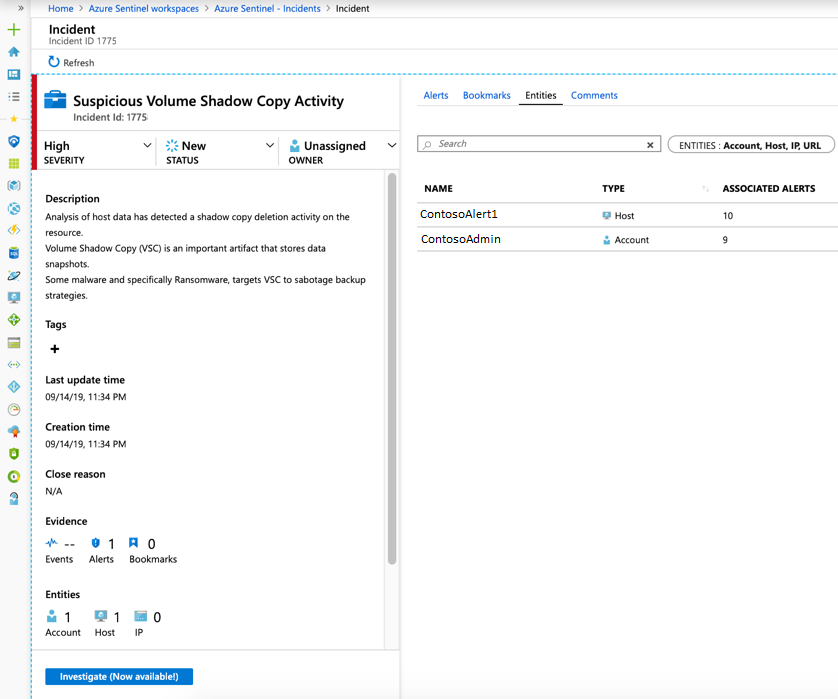 » Home > Azure Sentinel workspaces > Azure Sentinel - Incidents > Incident
Incident
Incident ID 1775
Refresh
Suspicious Volume Shadow Copy Activity
Incident Id: 1775
High
SEVERITY
New
STATUS
Unassigned
OWNER
Description
Analysis of host data has detected a shadow copy deletion activity on the
resource.
Volume Shadow Copy (VSC) is an important artifact that stores data
snapshots.
Some malware and specifically Ransomware, targets VSC to sabotage backup
strategies.
Tags
+
Last update time
09/14/19, 11:34 PM
Creation time
09/14/19, 11:34 PM
Close reason
N/A
Evidence
-- 1 0
Events Alerts Bookmarks
Entities
1 1 0
Account Host IP
Investigate (Now available!)
Alerts Bookmarks Entities Comments
Search × ENTITIES : Account, Host, IP, URL
NAME TYPE ↑↓ ASSOCIATED ALERTS
ContosoAlert1 Host 10
ContosoAdmin Account 9